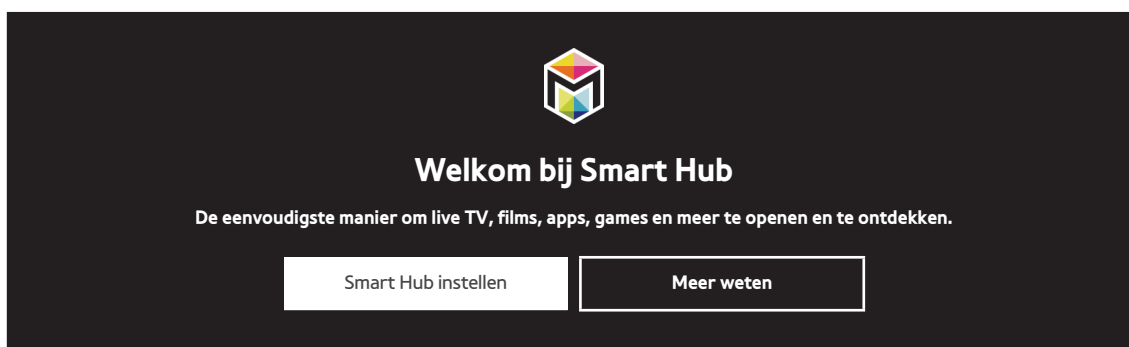 Welkom bij Smart Hub
De eenvoudigste manier om live TV, films, apps, games en meer te openen en te ontdekken.
Smart Hub instellen
Meer weten